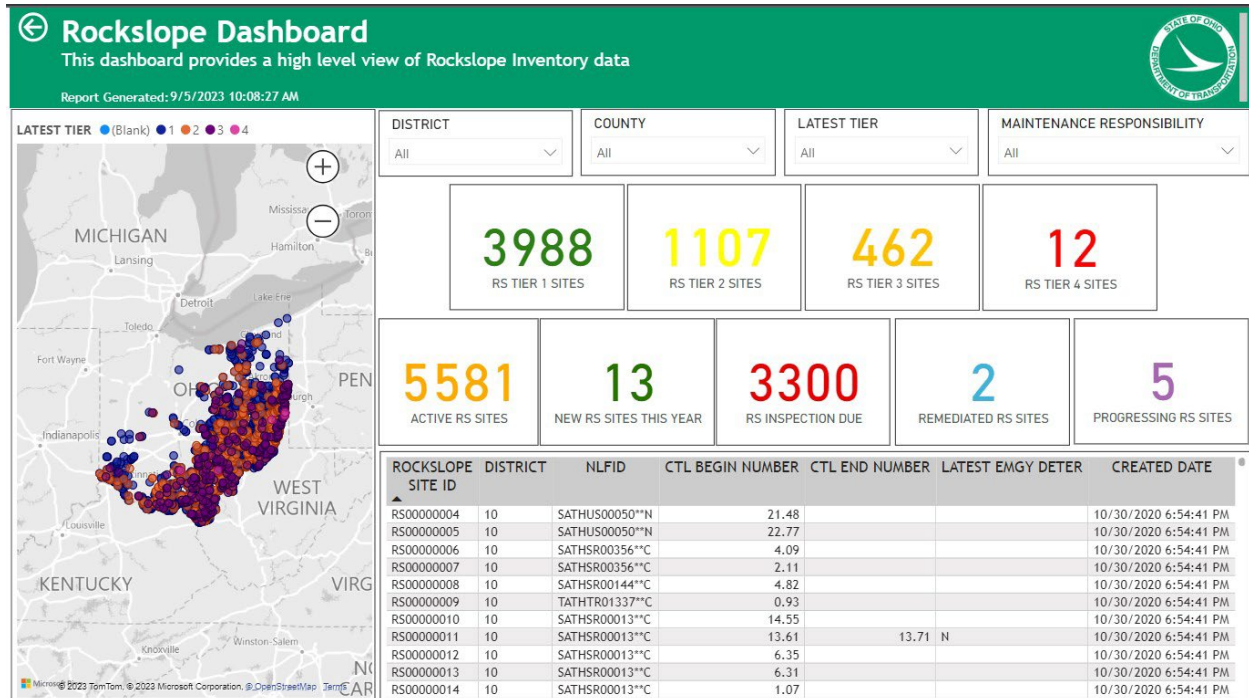 Rockslope Dashboard
This dashboard provides a high level view of Rockslope Inventory data
Report Generated: 9/5/2023 10:08:27 AM
STATE OF OHIO
DEPARTMENT OF TRANSPORTATION
LATEST TIER (Blank) 1 2 3 4
MICHIGAN
Lansing
Mississa
Toron
Hamilton
Detroit
Lake Erie
Toledo
Fort Wayne
PEN
Indianapolis
WEST
VIRGINIA
Louisville
KENTUCKY
VIRG
Knoxville
Winston-Salem
CAR
© 2023 TomTom, © 2023 Microsoft Corporation, © OpenStreetMap Terms
DISTRICT
All
COUNTY
All
LATEST TIER
All
MAINTENANCE RESPONSIBILITY
All
3988
RS TIER 1 SITES
1107
RS TIER 2 SITES
462
RS TIER 3 SITES
12
RS TIER 4 SITES
5581
ACTIVE RS SITES
13
NEW RS SITES THIS YEAR
3300
RS INSPECTION DUE
2
REMEDIATED RS SITES
5
PROGRESSING RS SITES
ROCKSLOPE SITE ID DISTRICT NLFID CTL BEGIN NUMBER CTL END NUMBER LATEST EMGY DETER CREATED DATE
RS00000004 10 SATHUS00050**N 21.48 10/30/2020 6:54:41 PM
RS00000005 10 SATHUS00050**N 22.77 10/30/2020 6:54:41 PM
RS00000006 10 SATHSR00356**C 4.09 10/30/2020 6:54:41 PM
RS00000007 10 SATHSR00356**C 2.11 10/30/2020 6:54:41 PM
RS00000008 10 SATHSR00144**C 4.82 10/30/2020 6:54:41 PM
RS00000009 10 TATHTR01337**C 0.93 10/30/2020 6:54:41 PM
RS00000010 10 SATHSR00013**C 14.55 10/30/2020 6:54:41 PM
RS00000011 10 SATHSR00013**C 13.61 13.71 N 10/30/2020 6:54:41 PM
RS00000012 10 SATHSR00013**C 6.35 10/30/2020 6:54:41 PM
RS00000013 10 SATHSR00013**C 6.31 10/30/2020 6:54:41 PM
RS00000014 10 SATHSR00013**C 1.07 10/30/2020 6:54:41 PM